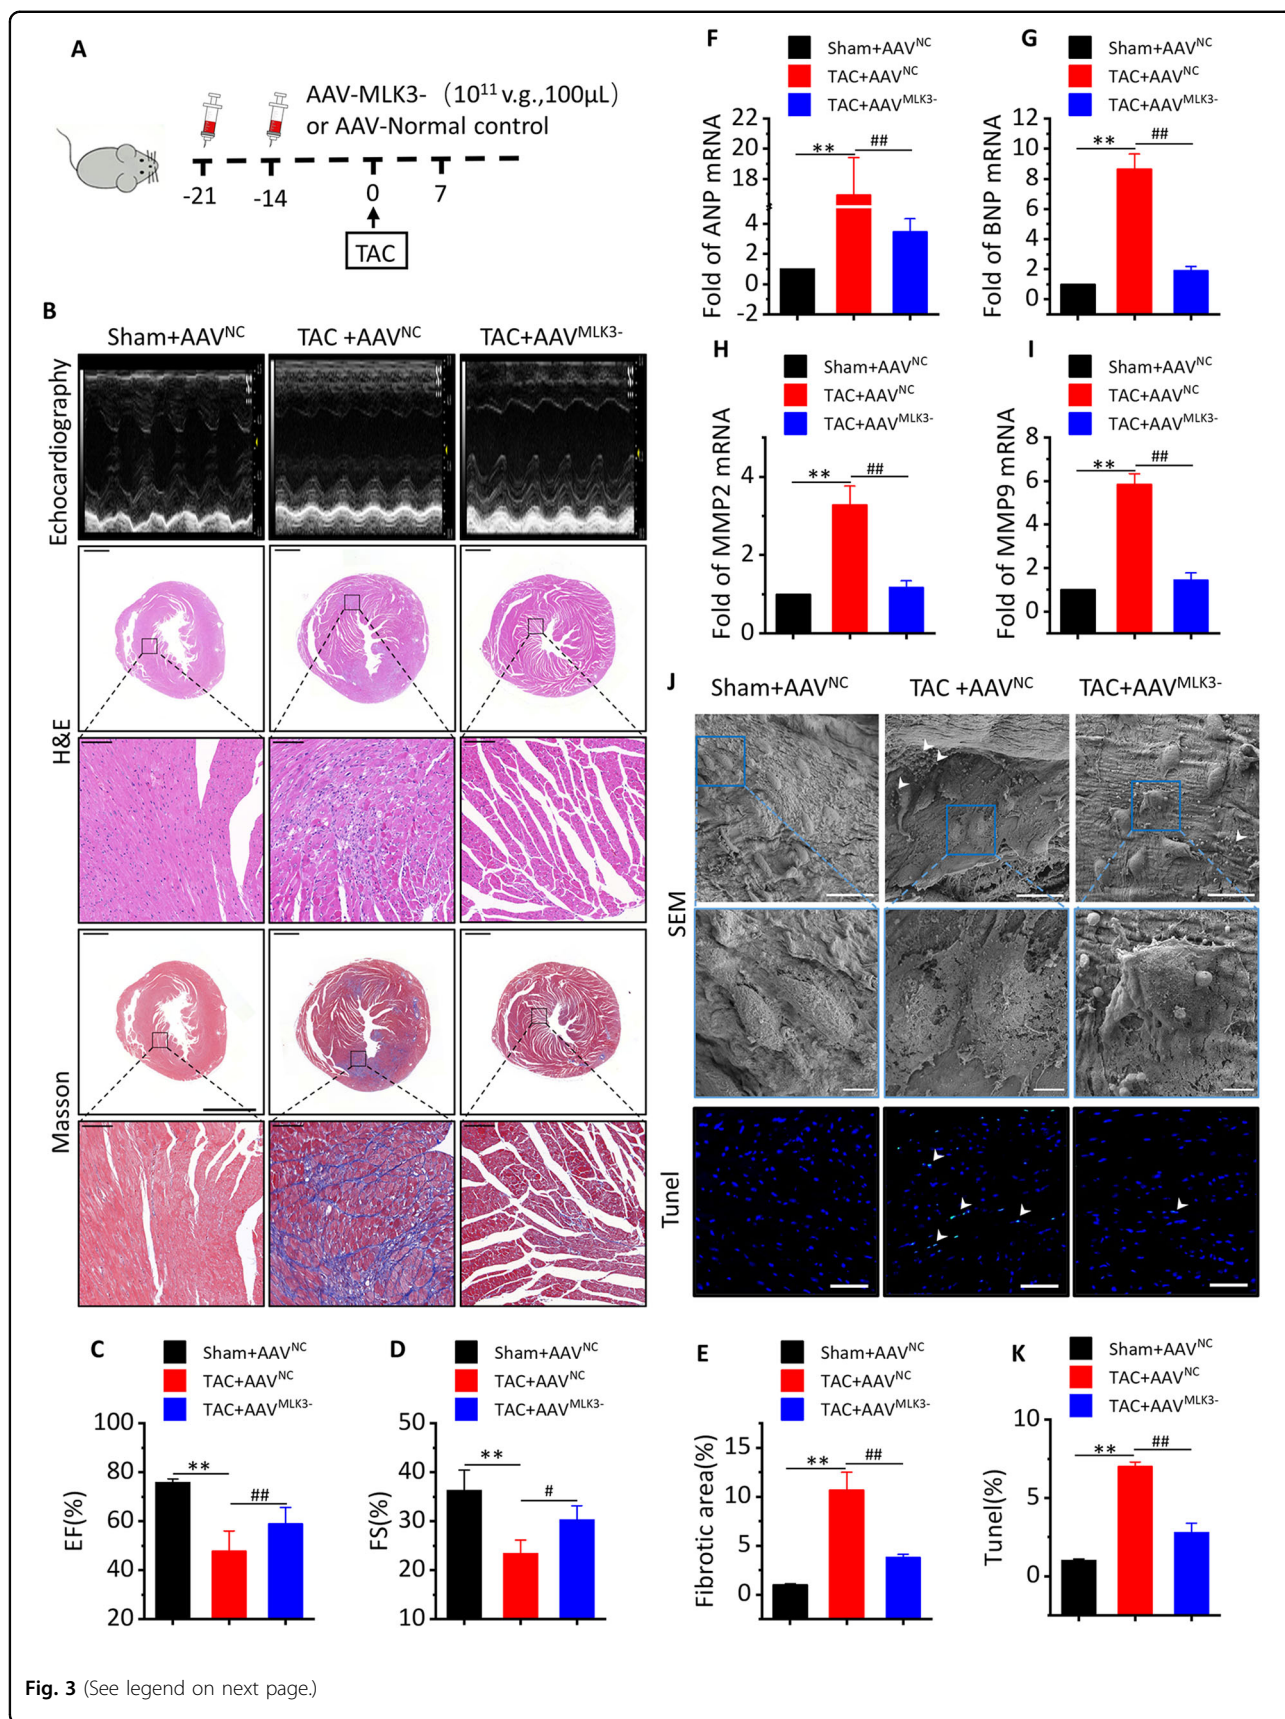 A
AAV-MLK3- (10¹¹ v.g.,100μL)
or AAV-Normal control
-21
-14
0
7
TAC
B
Sham+AAV^NC
TAC +AAV^NC
TAC+AAV^MLK3-
Echocardiography
H&E
Masson
C
Sham+AAV^NC
TAC+AAV^NC
TAC+AAV^MLK3-
EF(%)
100
80
60
40
20
**
##
D
Sham+AAV^NC
TAC+AAV^NC
TAC+AAV^MLK3-
FS(%)
50
40
30
20
10
**
#
F
Sham+AAV^NC
TAC+AAV^NC
TAC+AAV^MLK3-
Fold of ANP mRNA
22
20
18
4
2
0
-2
**
##
G
Sham+AAV^NC
TAC+AAV^NC
TAC+AAV^MLK3-
Fold of BNP mRNA
12
10
8
6
4
2
0
**
##
H
Sham+AAV^NC
TAC+AAV^NC
TAC+AAV^MLK3-
Fold of MMP2 mRNA
4
2
0
**
##
I
Sham+AAV^NC
TAC+AAV^NC
TAC+AAV^MLK3-
Fold of MMP9 mRNA
8
6
4
2
0
**
##
J
Sham+AAV^NC
TAC +AAV^NC
TAC+AAV^MLK3-
SEM
Tunel
E
Sham+AAV^NC
TAC+AAV^NC
TAC+AAV^MLK3-
Fibrotic area(%)
15
10
5
0
**
##
K
Sham+AAV^NC
TAC+AAV^NC
TAC+AAV^MLK3-
Tunel(%)
10
5
0
**
##
Fig. 3 (See legend on next page.)